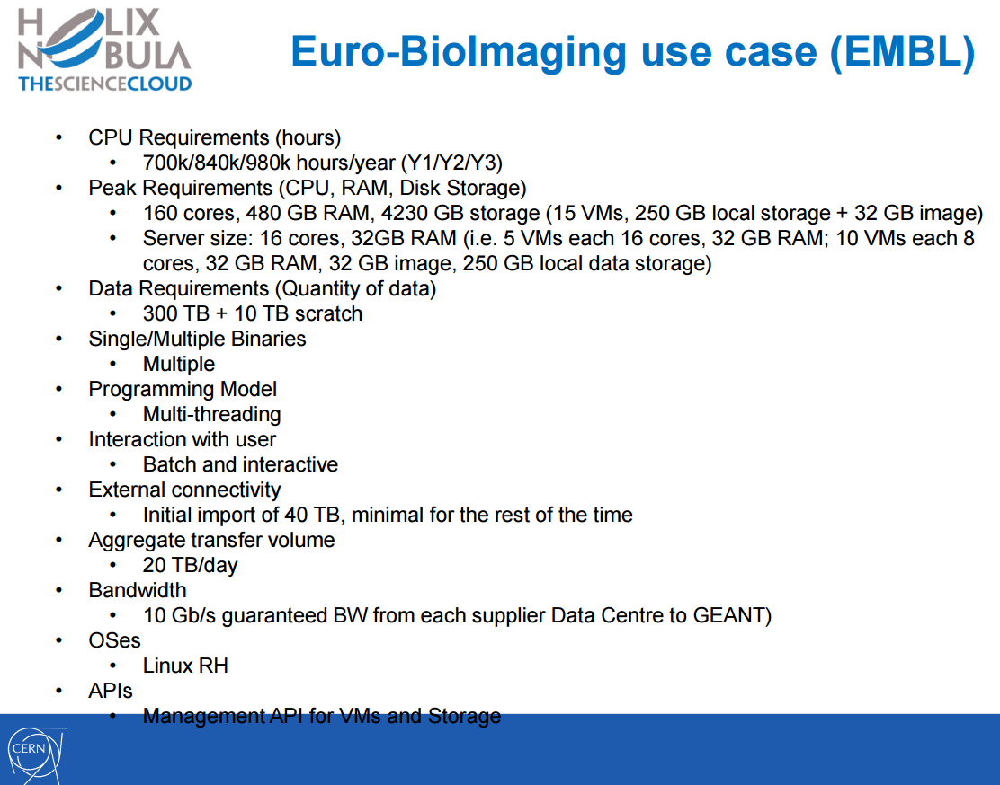 HELIX
NEBULA
THESCIENCECLOUD
Euro-BioImaging use case (EMBL)
• CPU Requirements (hours)
• 700k/840k/980k hours/year (Y1/Y2/Y3)
• Peak Requirements (CPU, RAM, Disk Storage)
• 160 cores, 480 GB RAM, 4230 GB storage (15 VMs, 250 GB local storage + 32 GB image)
• Server size: 16 cores, 32GB RAM (i.e. 5 VMs each 16 cores, 32 GB RAM; 10 VMs each 8
cores, 32 GB RAM, 32 GB image, 250 GB local data storage)
• Data Requirements (Quantity of data)
• 300 TB + 10 TB scratch
• Single/Multiple Binaries
• Multiple
• Programming Model
• Multi-threading
• Interaction with user
• Batch and interactive
• External connectivity
• Initial import of 40 TB, minimal for the rest of the time
• Aggregate transfer volume
• 20 TB/day
• Bandwidth
• 10 Gb/s guaranteed BW from each supplier Data Centre to GEANT)
• OSes
• Linux RH
• APIs
• Management API for VMs and Storage
CERN